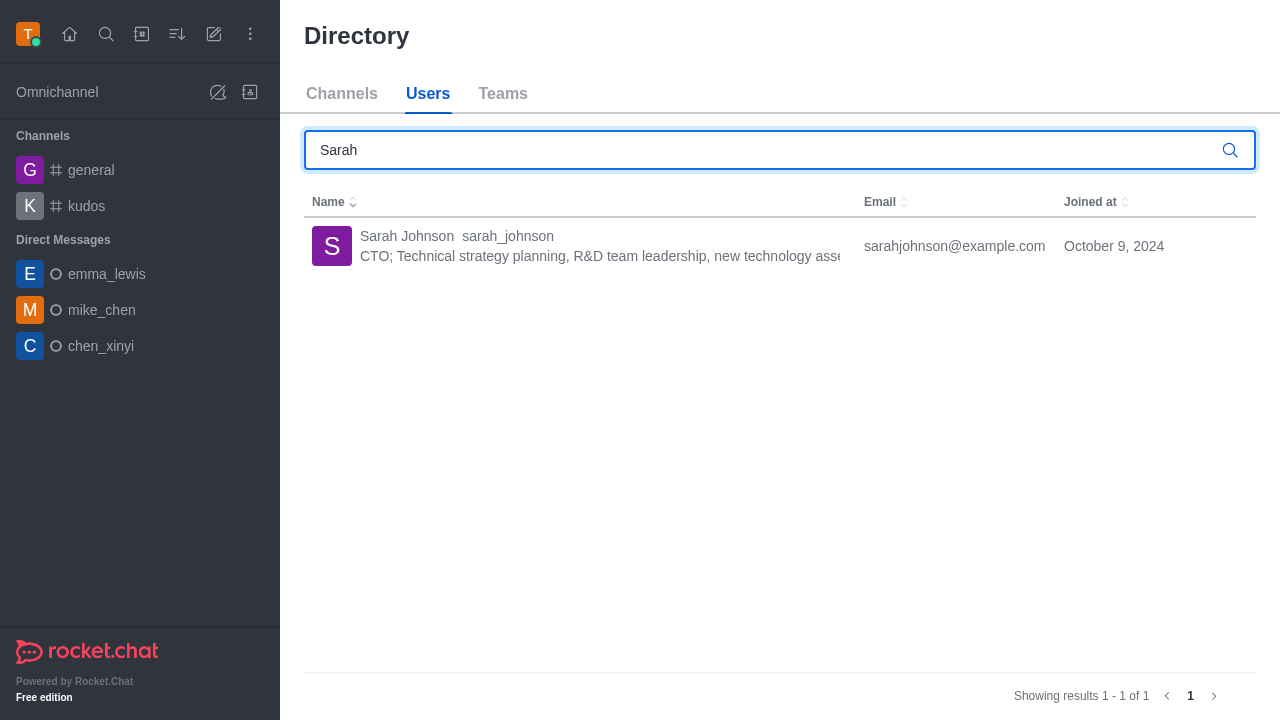 T
Directory
Omnichannel
Channels
G general
K kudos
Direct Messages
E emma_lewis
M mike_chen
C chen_xinyi
rocket.chat
Powered by Rocket.Chat
Free edition
Channels Users Teams
Sarah
Name Email Joined at
S
Sarah Johnson sarah_johnson
CTO; Technical strategy planning, R&D team leadership, new technology asse
sarahjohnson@example.com
October 9, 2024
Showing results 1 - 1 of 1 1